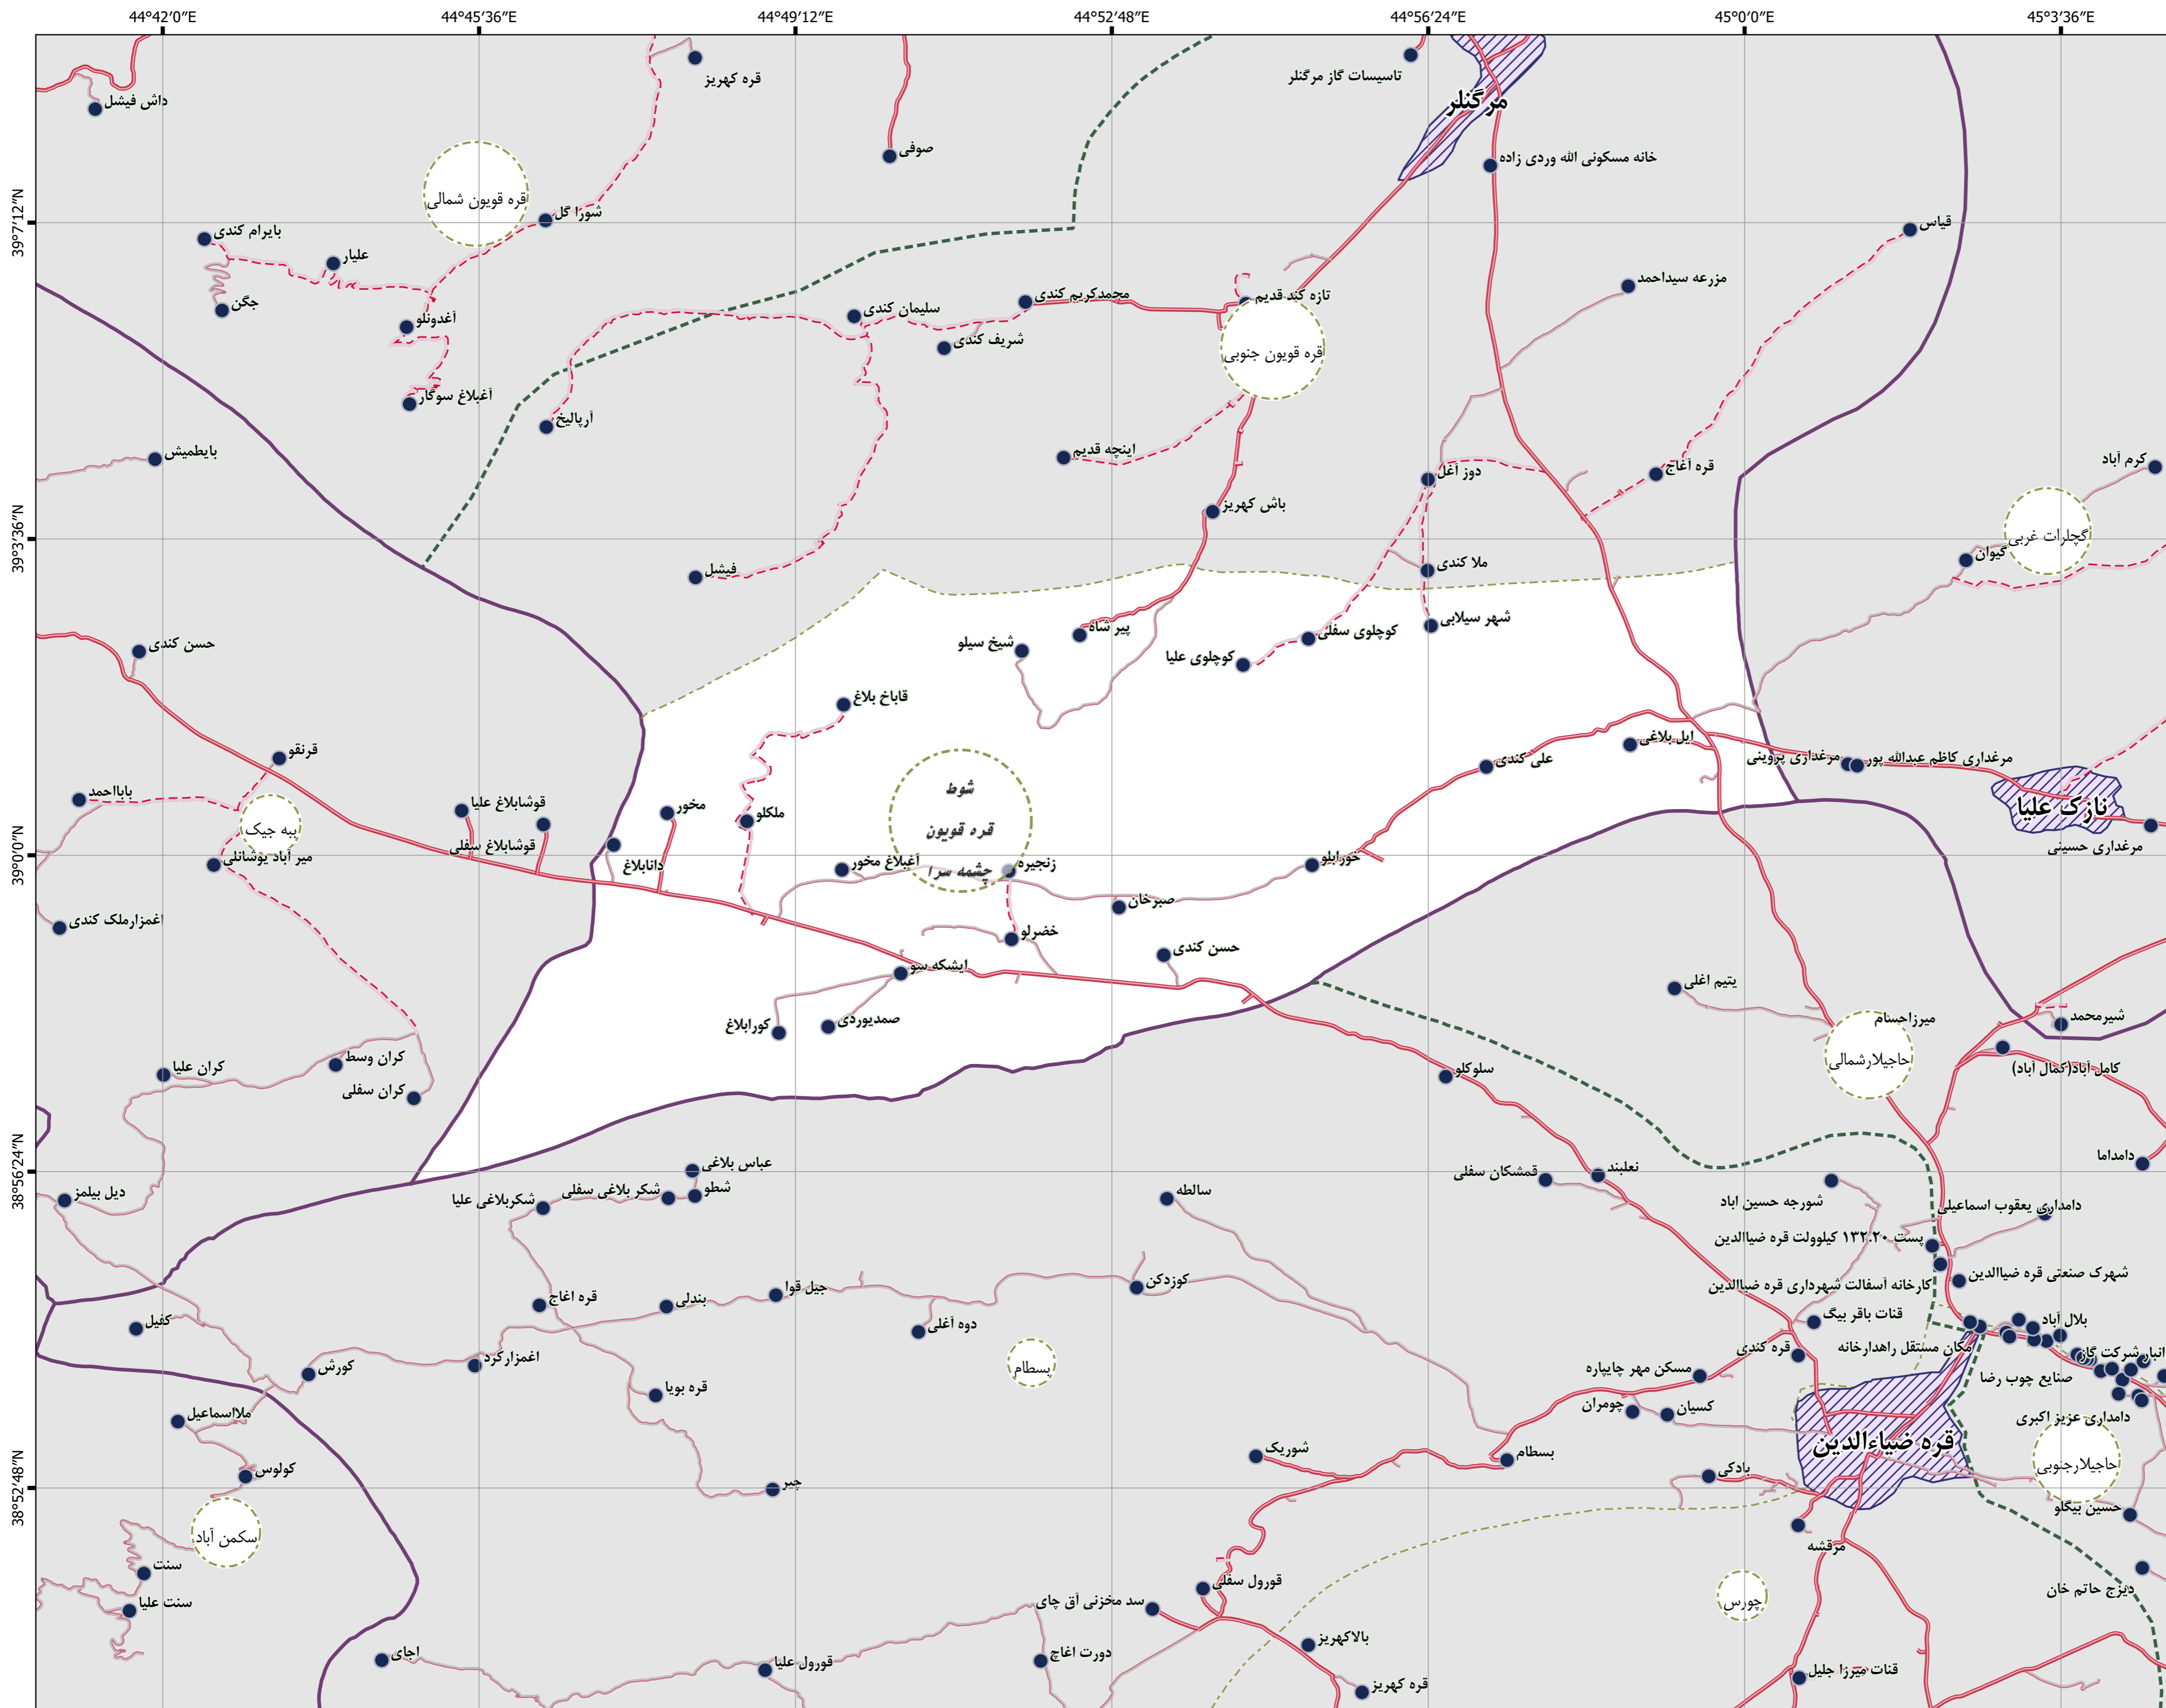 44°42'0"E
44°45'36"E
44°49'12"E
44°52'48"E
44°56'24"E
45°0'0"E
45°3'36"E
39°7'12"N
39°3'36"N
39°0'0"N
38°56'24"N
38°52'48"N
قره کهریز
تاسیسات گاز مرگنلر
مرگنلر
داش فیشل
صوفی
خانه مسکونی الله وردی زاده
قره قویون شمالی
شورا گل
بایرام کندی
قیاس
علیار
مزرعه سیداحمد
جگن
آغدونلو
سلیمان کندی
محمدکریم کندی
تازه کند قدیم
شریف کندی
قره قویون جنوبی
آغبلاغ سوگار
آرپالیخ
بایطمیش
اینچه قدیم
دوز آغل
قره آغاج
کرم آباد
باش کهریز
گچلرات غربی
گیوان
فیشل
ملا کندی
شهر سیلابی
پیر شاه
کوچلوی سفلی
کوچلوی علیا
شیخ سیلو
حسن کندی
قاباخ بلاغ
قرنقو
ایل بلاغی
علی کندی
مرغداری پروینی
مرغداری کاظم عبدالله پور
نازک علیا
مرغداری حسینی
بابااحمد
ببه جیک
قوشابلاغ علیا
قوشابلاغ سفلی
مخور
ملکلو
شوط
قره قویون
چشمه سرا
دانابلاغ
میر آباد یوشانلی
آغبلاغ مخور
زنجیره
خورابلو
صبرخان
اغمزارملک کندی
خضرلو
حسن کندی
ایشکه سو
یتیم اغلی
میرزاحسام
حاجیلارشمالی
شیرمحمد
کورابلاغ
صمدیوردی
کران وسط
کران علیا
کران سفلی
سلوکلو
کامل آباد(کمال آباد)
دامداما
عباس بلاغی
شکر بلاغی سفلی
شطو
شکربلاغی علیا
دیل بیلمز
سالطه
قمشکان سفلی
نعلبند
شورجه حسین اباد
دامداری یعقوب اسماعیلی
پست ۱۳۲.۲۰ کیلوولت قره ضیاالدین
شهرک صنعتی قره ضیاالدین
کارخانه آسفالت شهرداری قره ضیاالدین
کوزدکن
جیل قوا
بندلی
قره اغاج
دوه آغلی
کفیل
قنات باقر بیگ
بلال آباد
مکان مستقل راهدارخانه
انبار شرکت گاز
قره کندی
کورش
اغمزارکرد
بسطام
مسکن مهر چایپاره
صنایع چوب رضا
قره بویا
چومران
کسیان
دامداری عزیز اکبری
ملااسماعیل
قره ضیاءالدین
حاجیلارجنوبی
شوریک
بسطام
بادکی
کولوس
چیر
حسین بیگلو
سکمن آباد
مرقشه
سنت
سنت علیا
قورول سفلی
سد مخزنی آق چای
چورس
دیزج حاتم خان
بالاکهریز
اجای
قورول علیا
دورت اغاج
قره کهریز
قنات میرزا جلیل